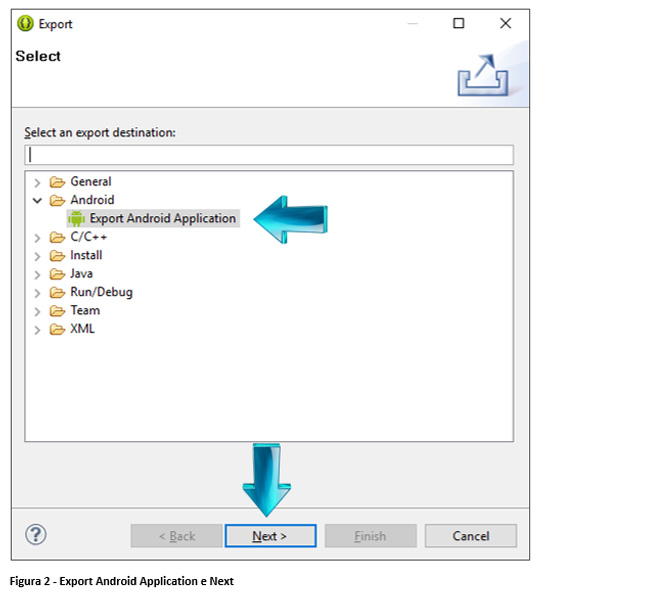 Export
Select
Select an export destination:
General
Android
Export Android Application
C/C++
Install
Java
Run/Debug
Team
XML
?
< Back
Next >
Finish
Cancel
Figura 2 - Export Android Application e Next